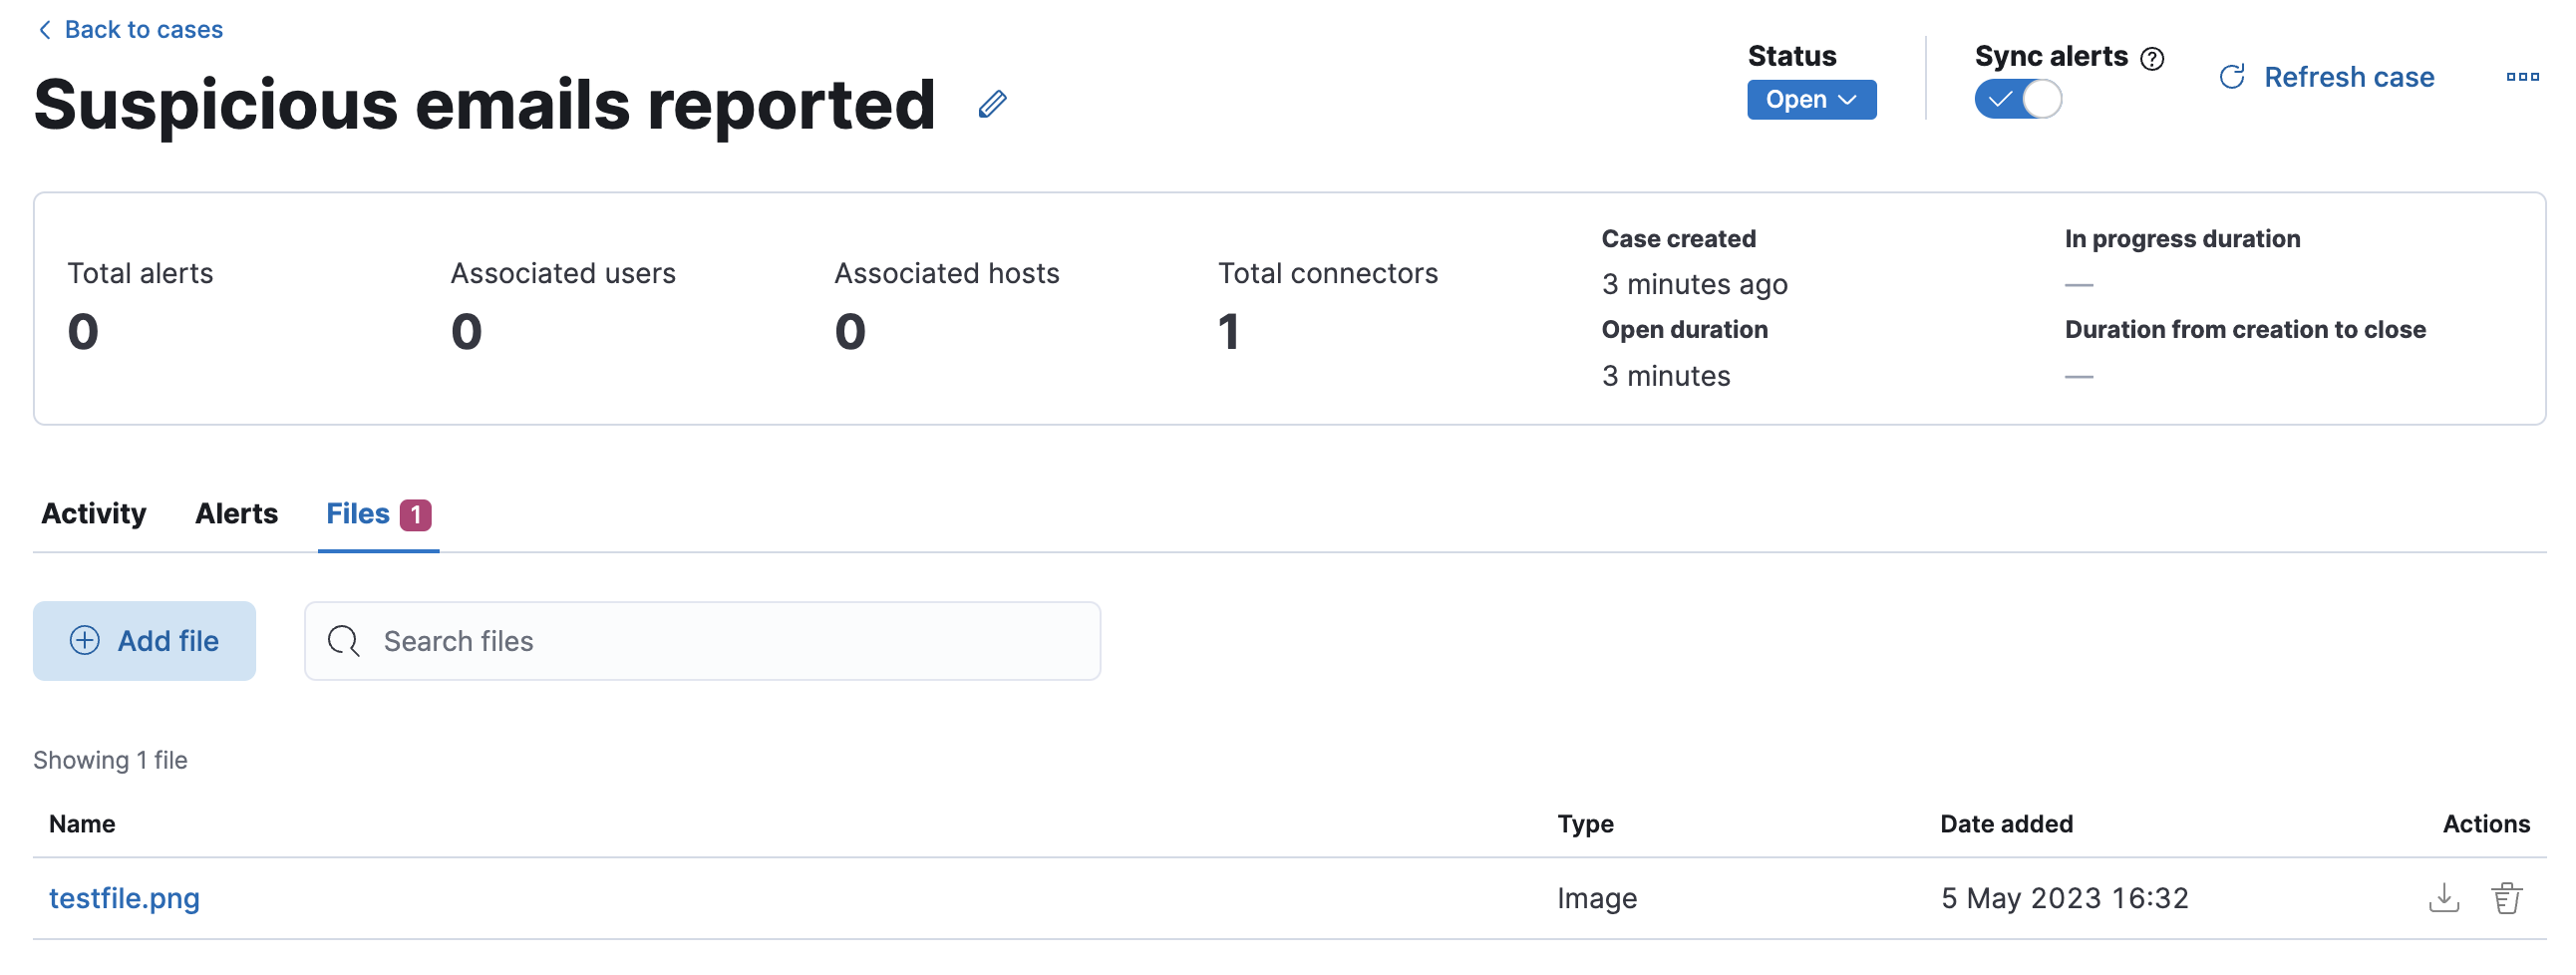 Back to cases
Suspicious emails reported
Status
Open
Sync alerts
Refresh case
Total alerts
0
Associated users
0
Associated hosts
0
Total connectors
1
Case created
3 minutes ago
Open duration
3 minutes
In progress duration
—
Duration from creation to close
—
Activity Alerts Files 1
Add file
Search files
Showing 1 file
Name Type Date added Actions
testfile.png Image 5 May 2023 16:32